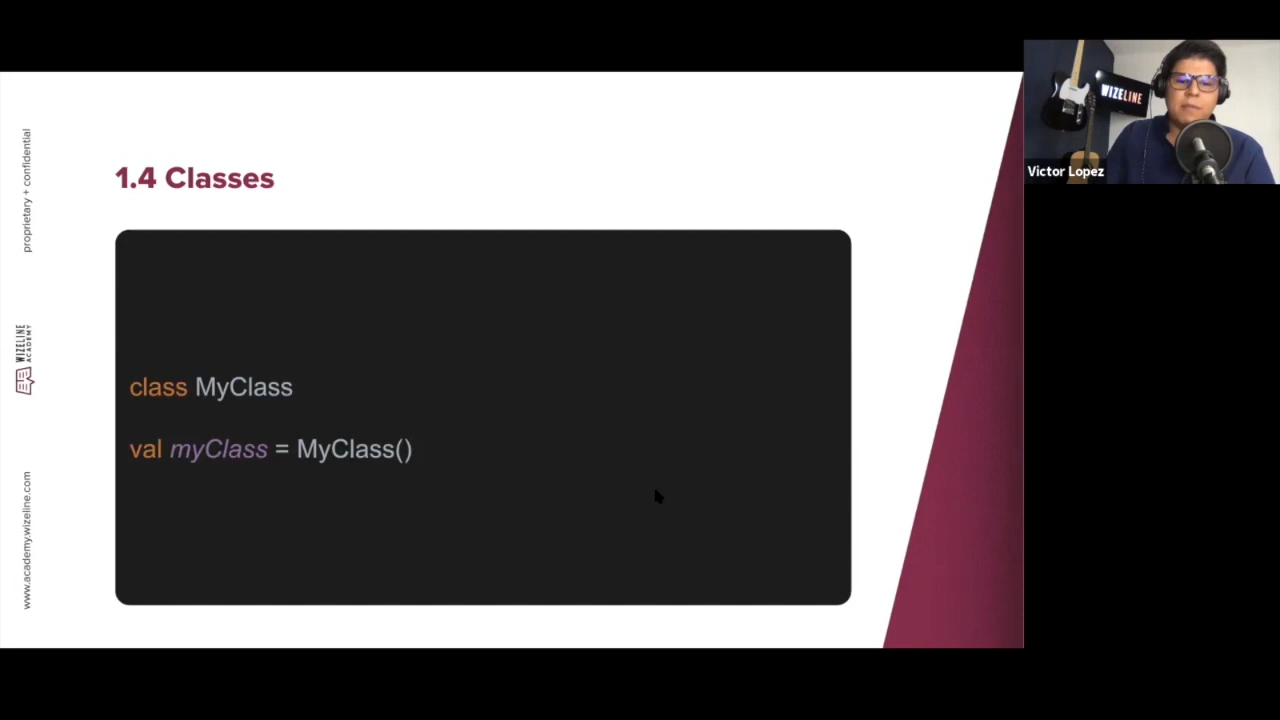 1.4 Classes
class MyClass
val myClass = MyClass()
proprietary + confidential
WIZELINE
ACADEMY
www.academy.wizeline.com
WIZELINE
Victor Lopez